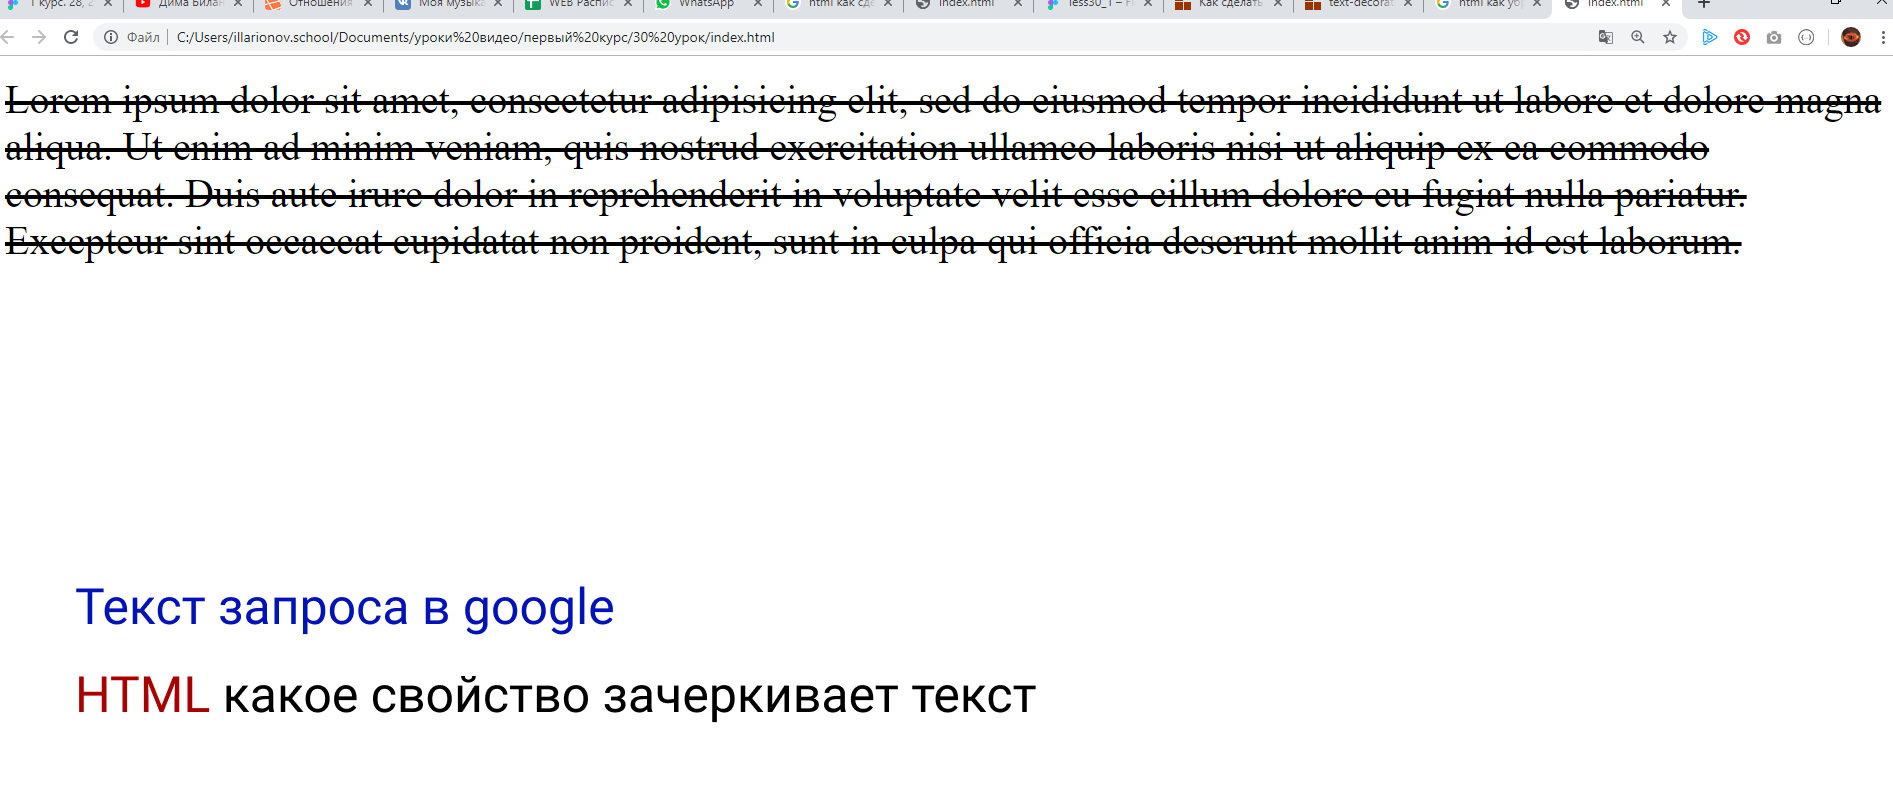 1 курс. 28, 2 Дима Билан Отношения Моя музыка WEB Распис WhatsApp html как сде index.html less30_1 – Fi Как сделать text-decorat html как уб index.html
Файл C:/Users/illarionov.school/Documents/уроки%20видео/первый%20курс/30%20урок/index.html
Lorem ipsum dolor sit amet, consectetur adipisicing elit, sed do eiusmod tempor incididunt ut labore et dolore magna
aliqua. Ut enim ad minim veniam, quis nostrud exercitation ullamco laboris nisi ut aliquip ex ea commodo
consequat. Duis aute irure dolor in reprehenderit in voluptate velit esse cillum dolore eu fugiat nulla pariatur.
Excepteur sint occaecat cupidatat non proident, sunt in culpa qui officia deserunt mollit anim id est laborum.
Текст запроса в google
HTML какое свойство зачеркивает текст